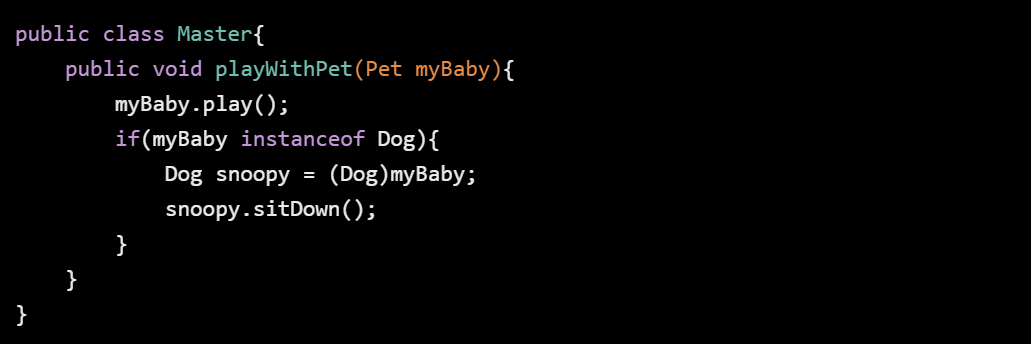 public class Master{
    public void playWithPet(Pet myBaby){
        myBaby.play();
        if(myBaby instanceof Dog){
            Dog snoopy = (Dog)myBaby;
            snoopy.sitDown();
        }
    }
}